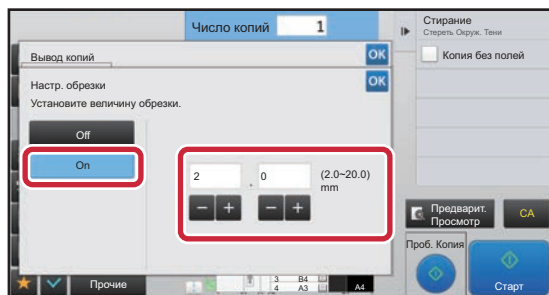 Число копий 1
Стирание
Стереть Окруж. Тени
Вывод копий
OK
Копия без полей
Настр. обрезки
OK
Установите величину обрезки.
Off
On
2 . 0 (2.0~20.0)
mm
Предварит.
Просмотр
CA
Проб. Копия
Старт
Прочие
3 B4
4 A3
A4